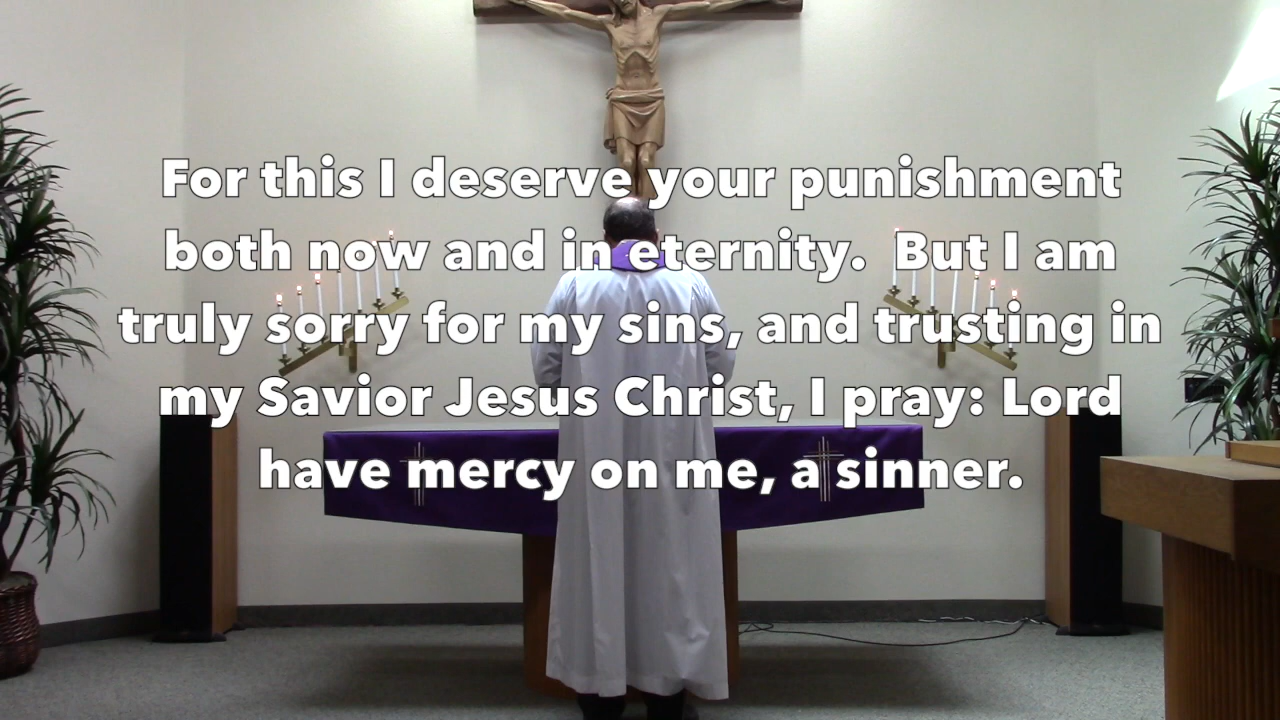 For this I deserve your punishment
both now and in eternity.  But I am
truly sorry for my sins, and trusting in
my Savior Jesus Christ, I pray: Lord
have mercy on me, a sinner.